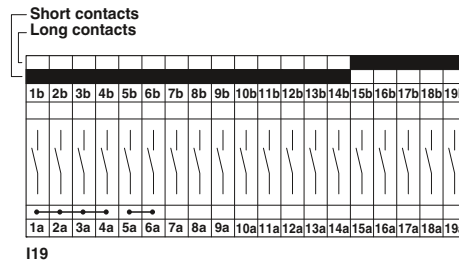 Short contacts
Long contacts
1b 2b 3b 4b 5b 6b 7b 8b 9b 10b 11b 12b 13b 14b 15b 16b 17b 18b 19b
1a 2a 3a 4a 5a 6a 7a 8a 9a 10a 11a 12a 13a 14a 15a 16a 17a 18a 19a
I19